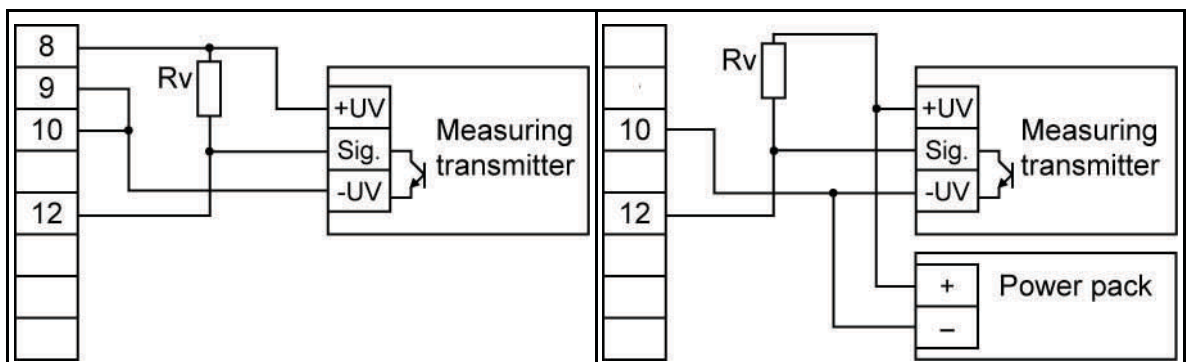 8
9
10
12
Rv
+UV
Sig.
-UV
Measuring
transmitter
10
12
Rv
+UV
Sig.
-UV
Measuring
transmitter
+
–
Power pack